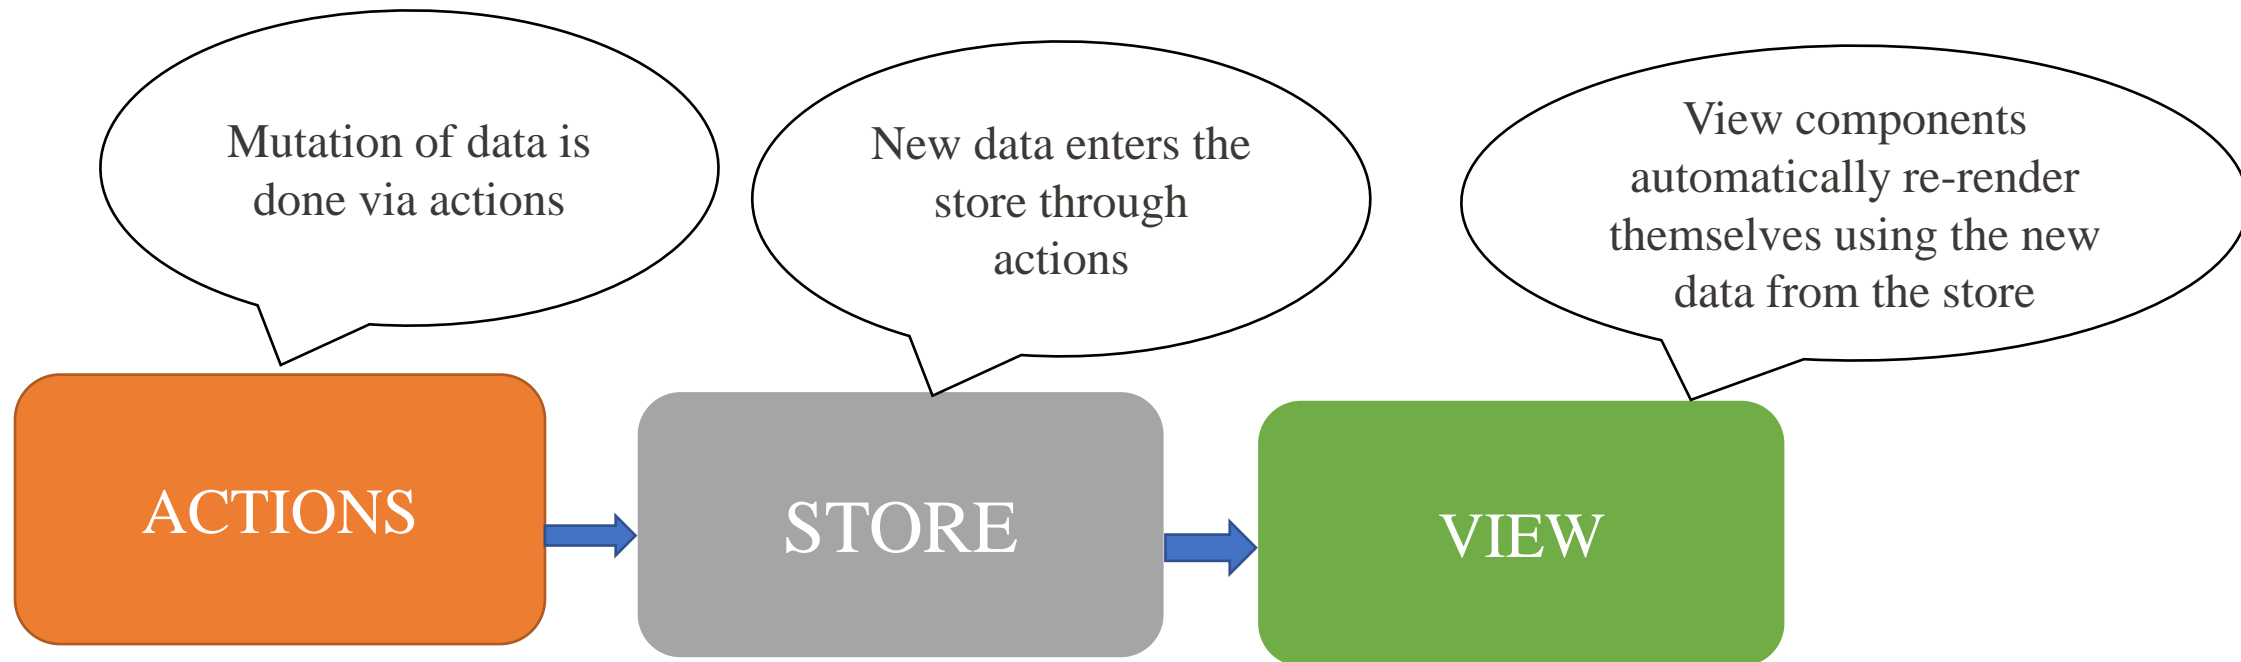 Mutation of data is
done via actions
New data enters the
store through
actions
View components
automatically re-render
themselves using the new
data from the store
ACTIONS
STORE
VIEW